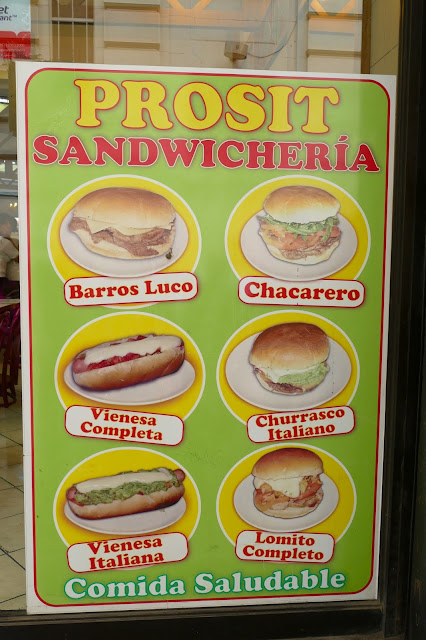 PROSIT
SANDWICHERÍA
Barros Luco
Chacarero
Vienesa
Completa
Churrasco
Italiano
Vienesa
Italiana
Lomito
Completo
Comida Saludable